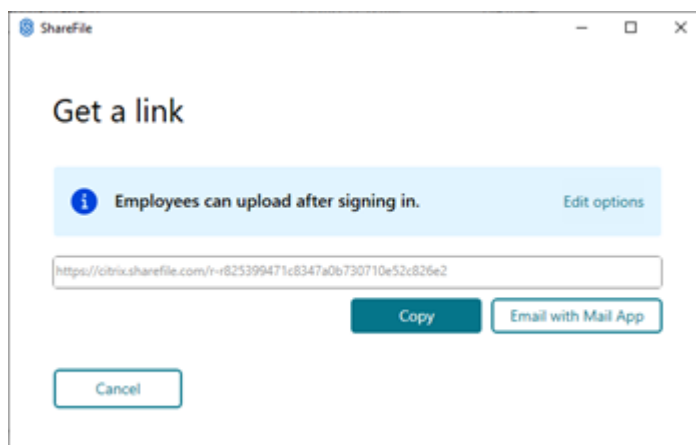 ShareFile
Get a link
Employees can upload after signing in.
Edit options
https://citrix.sharefile.com/r-r825399471c8347a0b730710e52c826e2
Copy
Email with Mail App
Cancel